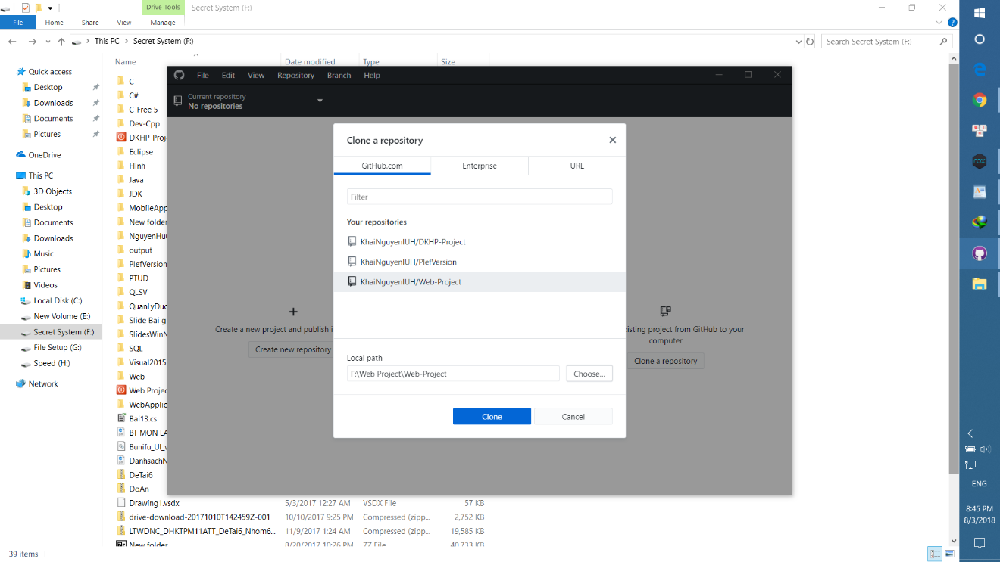 Drive Tools
Secret System (F:)
File
Home
Share
View
Manage
This PC
Secret System (F:)
Search Secret System (F:)
Quick access
Desktop
Downloads
Documents
Pictures
OneDrive
This PC
3D Objects
Desktop
Documents
Downloads
Music
Pictures
Videos
Local Disk (C:)
New Volume (E:)
Secret System (F:)
File Setup (G:)
Speed (H:)
Network
Name
Date modified
Type
Size
C
C#
C-Free 5
Dev-Cpp
DKHP-Proje
Eclipse
Hình
Java
JDK
MobileApp
New folder
NguyenHuu
output
PlefVersion
PTUD
QLSV
QuanLyDuc
Slide Bai gi
SlidesWinN
SQL
Visual2015
Web
Web Projec
WebApplic
Bai13.cs
BT MON LA
Bunifu_UI_v
DanhsachN
DeTai6
DoAn
Drawing1.vsdx 5/3/2017 12:27 AM VSDX File 57 KB
drive-download-20171010T142459Z-001 10/10/2017 9:25 PM Compressed (zipp... 2,752 KB
LTWDNC_DHKTPM11ATT_DeTai6_Nhom6... 11/9/2017 1:24 AM Compressed (zipp... 19,585 KB
New folder 8/20/2017 10:26 PM 7Z File 40,733 KB
39 items
File
Edit
View
Repository
Branch
Help
Current repository
No repositories
Create a new project and publish i
Create new repository
isting project from GitHub to your
computer
Clone a repository
Clone a repository
GitHub.com
Enterprise
URL
Filter
Your repositories
KhaiNguyenIUH/DKHP-Project
KhaiNguyenIUH/PlefVersion
KhaiNguyenIUH/Web-Project
Local path
F:\Web Project\Web-Project
Choose...
Clone
Cancel
nox
ENG
8:45 PM
8/3/2018